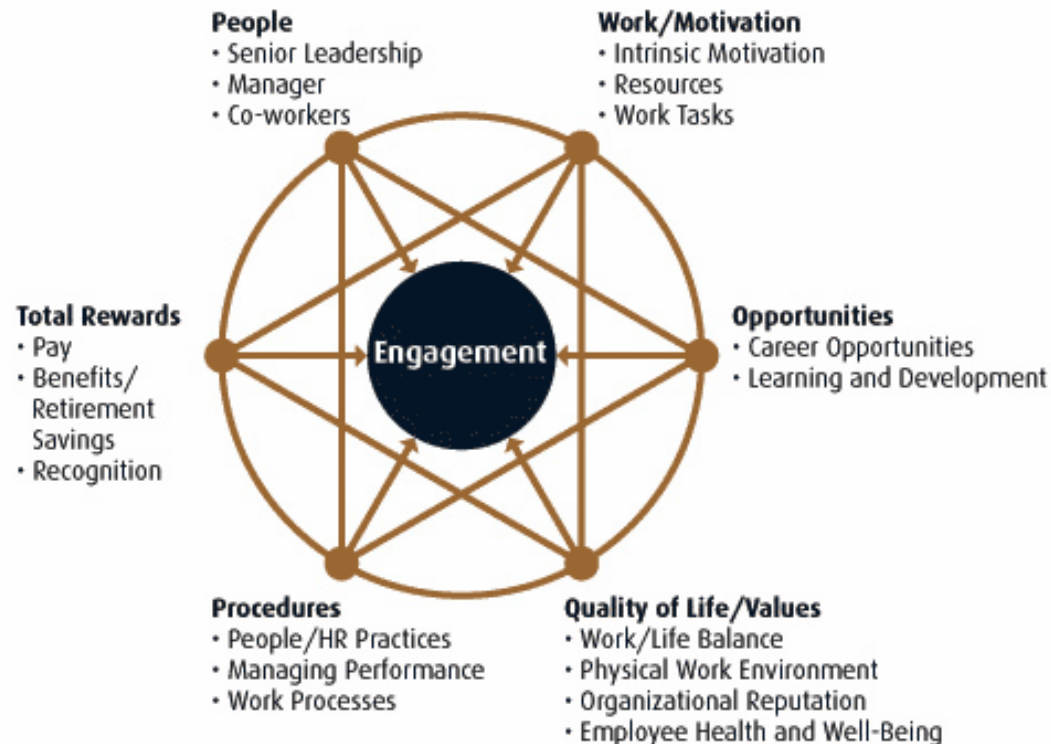 People
• Senior Leadership
• Manager
• Co-workers
Work/Motivation
• Intrinsic Motivation
• Resources
• Work Tasks
Total Rewards
• Pay
• Benefits/
Retirement
Savings
• Recognition
Engagement
Opportunities
• Career Opportunities
• Learning and Development
Procedures
• People/HR Practices
• Managing Performance
• Work Processes
Quality of Life/Values
• Work/Life Balance
• Physical Work Environment
• Organizational Reputation
• Employee Health and Well-Being